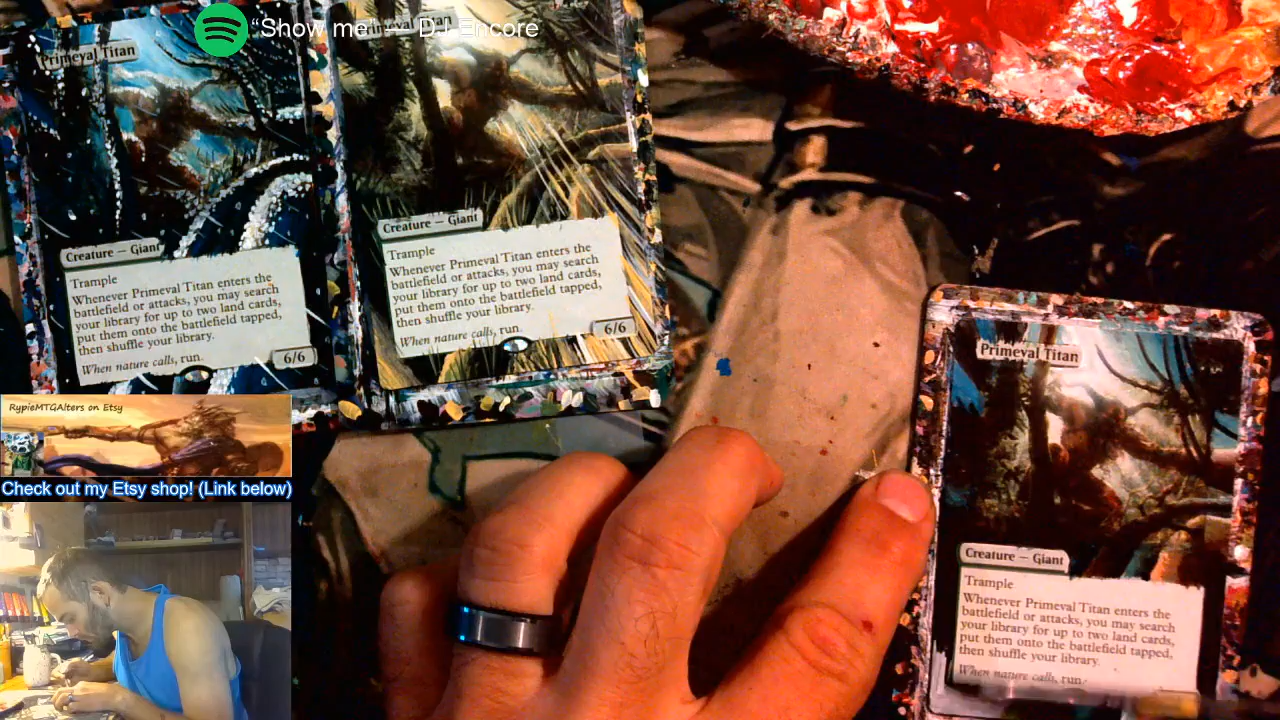 "Show me" — DJ Encore
Primeval Titan
Creature — Giant
Trample
Whenever Primeval Titan enters the
battlefield or attacks, you may search
your library for up to two land cards,
put them onto the battlefield tapped,
then shuffle your library.
When nature calls, run.
6/6
Primeval Titan
Creature — Giant
Trample
Whenever Primeval Titan enters the
battlefield or attacks, you may search
your library for up to two land cards,
put them onto the battlefield tapped,
then shuffle your library.
When nature calls, run.
6/6
Primeval Titan
Creature — Giant
Trample
Whenever Primeval Titan enters the
battlefield or attacks, you may search
your library for up to two land cards,
put them onto the battlefield tapped,
then shuffle your library.
When nature calls, run.
RypieMTGAlters on Etsy
Check out my Etsy shop! (Link below)